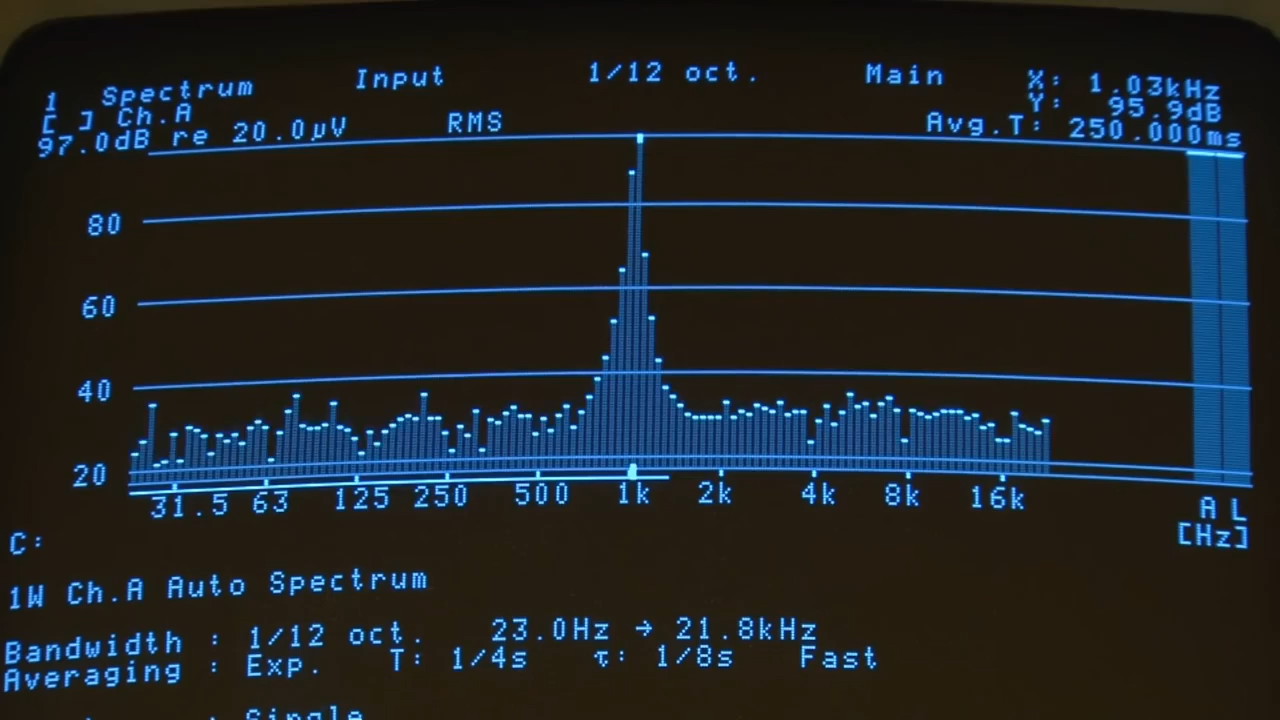 1 Spectrum Input 1/12 oct. Main X: 1.03kHz
[ ] Ch.A Y: 95.9dB
97.0dB re 20.0µV RMS Avg.T: 250.000ms
80
60
40
20
31.5 63 125 250 500 1k 2k 4k 8k 16k A L
[Hz]
C:
1W Ch.A Auto Spectrum
Bandwidth : 1/12 oct. 23.0Hz → 21.8kHz
Averaging : Exp. T: 1/4s τ: 1/8s Fast
: Single